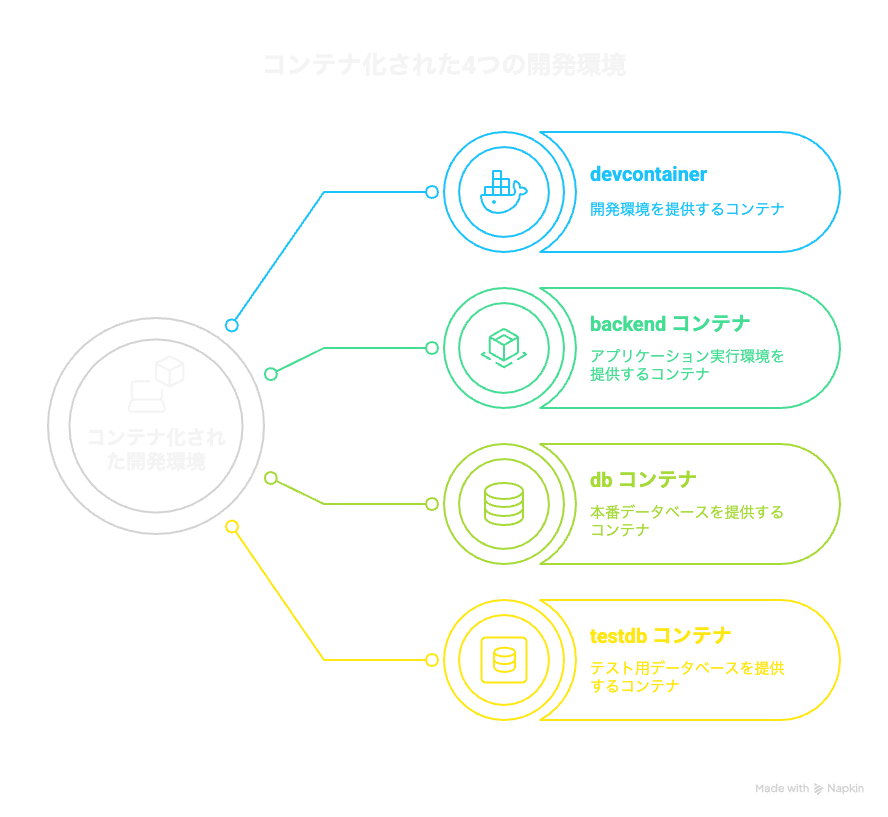 コンテナ化された4つの開発環境
devcontainer
開発環境を提供するコンテナ
backend コンテナ
アプリケーション実行環境を
提供するコンテナ
コンテナ化され
た開発環境
db コンテナ
本番データベースを提供する
コンテナ
testdb コンテナ
テスト用データベースを提供
するコンテナ
Made with Napkin